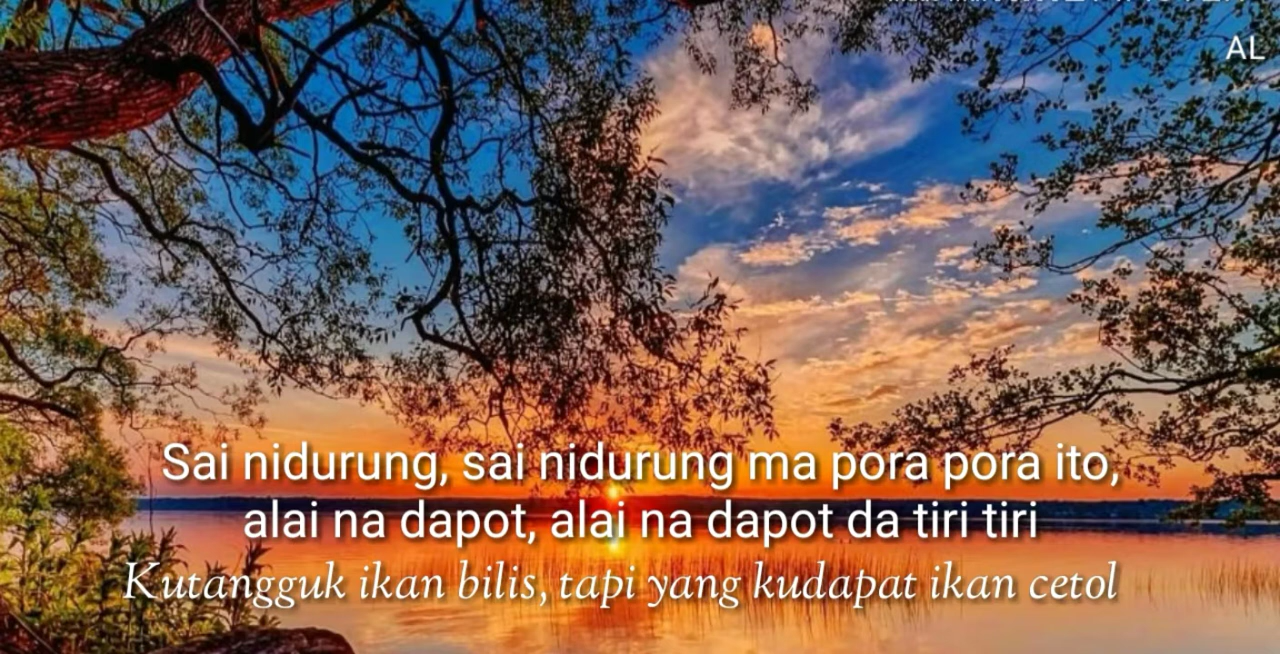 AL
Sai nidurung, sai nidurung ma pora pora ito,
alai na dapot, alai na dapot da tiri tiri
Kutangguk ikan bilis, tapi yang kudapat ikan cetol